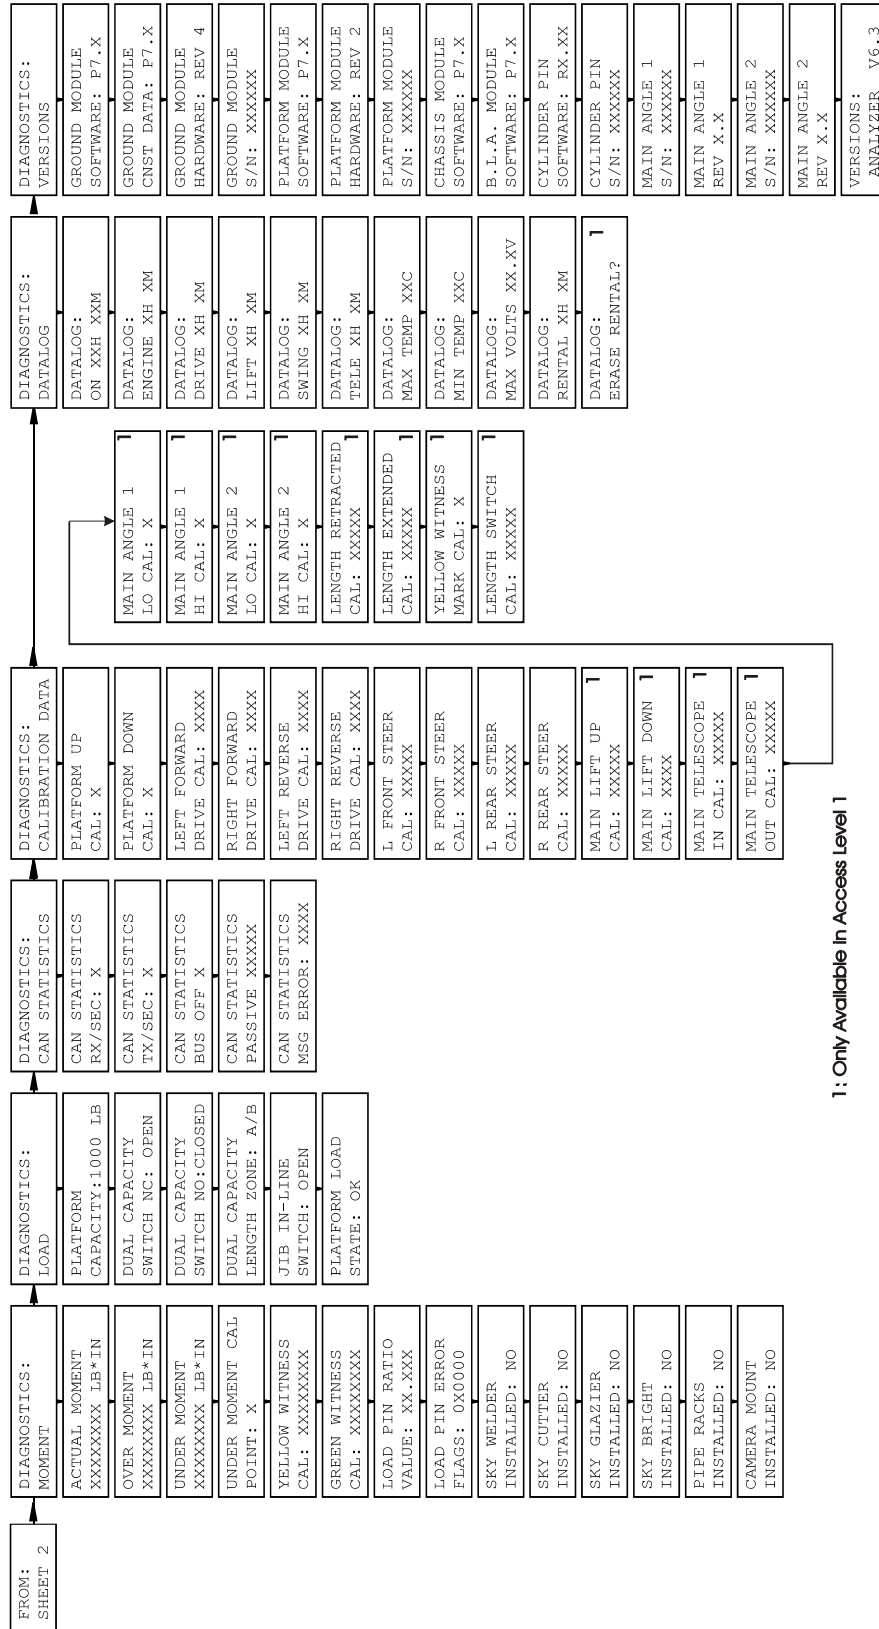 FROM:
SHEET 2
DIAGNOSTICS:
MOMENT
ACTUAL MOMENT
XXXXXXXX LB*IN
OVER MOMENT
XXXXXXXX LB*IN
UNDER MOMENT
XXXXXXXX LB*IN
UNDER MOMENT CAL
POINT: X
YELLOW WITNESS
CAL: XXXXXXXXX
GREEN WITNESS
CAL: XXXXXXXXX
LOAD PIN RATIO
VALUE: XX.XXX
LOAD PIN ERROR
FLAGS: 0X0000
SKY WELDER
INSTALLED: NO
SKY CUTTER
INSTALLED: NO
SKY GLAZIER
INSTALLED: NO
SKY BRIGHT
INSTALLED: NO
PIPE RACKS
INSTALLED: NO
CAMERA MOUNT
INSTALLED: NO
DIAGNOSTICS:
LOAD
PLATFORM
CAPACITY:1000 LB
DUAL CAPACITY
SWITCH NC: OPEN
DUAL CAPACITY
SWITCH NO:CLOSED
DUAL CAPACITY
LENGTH ZONE: A/B
JIB IN-LINE
SWITCH: OPEN
PLATFORM LOAD
STATE: OK
DIAGNOSTICS:
CAN STATISTICS
CAN STATISTICS
RX/SEC: X
CAN STATISTICS
TX/SEC: X
CAN STATISTICS
BUS OFF X
CAN STATISTICS
PASSIVE XXXXX
CAN STATISTICS
MSG ERROR: XXXX
DIAGNOSTICS:
CALIBRATION DATA
PLATFORM UP
CAL: X
PLATFORM DOWN
CAL: X
LEFT FORWARD
DRIVE CAL: XXXX
RIGHT FORWARD
DRIVE CAL: XXXX
LEFT REVERSE
DRIVE CAL: XXXX
RIGHT REVERSE
DRIVE CAL: XXXX
L FRONT STEER
CAL: XXXXX
R FRONT STEER
CAL: XXXXX
L REAR STEER
CAL: XXXXX
R REAR STEER
CAL: XXXXX
MAIN LIFT UP 1
CAL: XXXXX
MAIN LIFT DOWN 1
CAL: XXXX
MAIN TELESCOPE 1
IN CAL: XXXXX
MAIN TELESCOPE 1
OUT CAL: XXXXX
MAIN ANGLE 1 1
LO CAL: X
MAIN ANGLE 1 1
HI CAL: X
MAIN ANGLE 2 1
LO CAL: X
MAIN ANGLE 2 1
HI CAL: X
LENGTH RETRACTED
CAL: XXXXX 1
LENGTH EXTENDED
CAL: XXXXX 1
YELLOW WITNESS 1
MARK CAL: X
LENGTH SWITCH 1
CAL: XXXXX
DIAGNOSTICS:
DATALOG
DATALOG:
ON XXH XXM
DATALOG:
ENGINE XH XM
DATALOG:
DRIVE XH XM
DATALOG:
LIFT XH XM
DATALOG:
SWING XH XM
DATALOG:
TELE XH XM
DATALOG:
MAX TEMP XXC
DATALOG:
MIN TEMP XXC
DATALOG:
MAX VOLTS XX.XV
DATALOG:
RENTAL XH XM
DATALOG: 1
ERASE RENTAL?
DIAGNOSTICS:
VERSIONS
GROUND MODULE
SOFTWARE: P7.X
GROUND MODULE
CNST DATA: P7.X
GROUND MODULE
HARDWARE: REV 4
GROUND MODULE
S/N: XXXXXX
PLATFORM MODULE
SOFTWARE: P7.X
PLATFORM MODULE
HARDWARE: REV 2
PLATFORM MODULE
S/N: XXXXXX
CHASSIS MODULE
SOFTWARE: P7.X
B.L.A. MODULE
SOFTWARE: P7.X
CYLINDER PIN
SOFTWARE: RX.XX
CYLINDER PIN
S/N: XXXXXX
MAIN ANGLE 1
S/N: XXXXXX
MAIN ANGLE 1
REV X.X
MAIN ANGLE 2
S/N: XXXXXX
MAIN ANGLE 2
REV X.X
VERSIONS:
ANALYZER V6.3
1: Only Available In Access Level 1